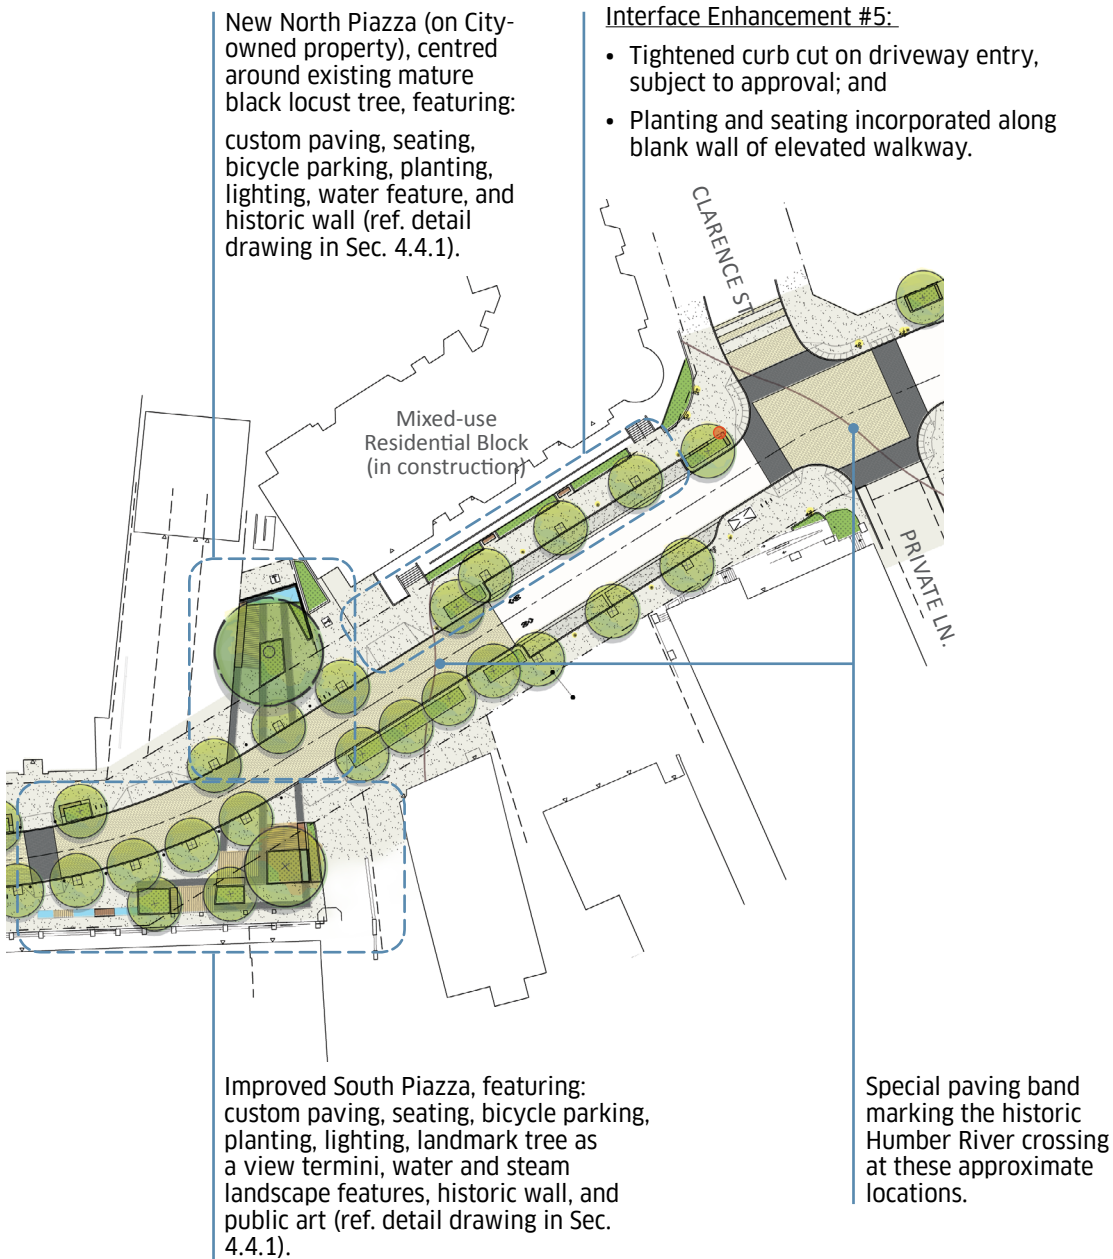 New North Piazza (on City-
owned property), centred
around existing mature
black locust tree, featuring:
custom paving, seating,
bicycle parking, planting,
lighting, water feature, and
historic wall (ref. detail
drawing in Sec. 4.4.1).
Interface Enhancement #5:
• Tightened curb cut on driveway entry,
subject to approval; and
• Planting and seating incorporated along
blank wall of elevated walkway.
CLARENCE ST
Mixed-use
Residential Block
(in construction)
PRIVATE LN.
Improved South Piazza, featuring:
custom paving, seating, bicycle parking,
planting, lighting, landmark tree as
a view termini, water and steam
landscape features, historic wall, and
public art (ref. detail drawing in Sec.
4.4.1).
Special paving band
marking the historic
Humber River crossing
at these approximate
locations.